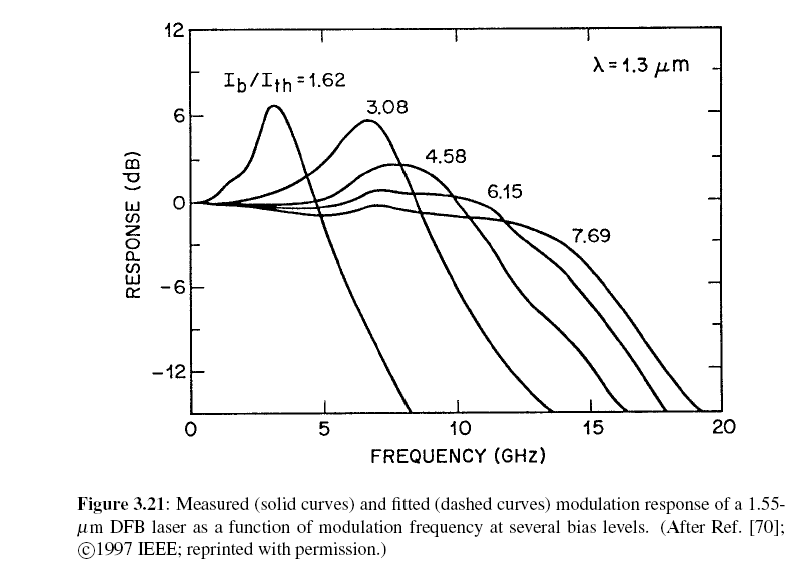 12
λ = 1.3 μm
I_b/I_th = 1.62
6
3.08
4.58
6.15
0
7.69
RESPONSE (dB)
-6
-12
0 5 10 15 20
FREQUENCY (GHz)
Figure 3.21: Measured (solid curves) and fitted (dashed curves) modulation response of a 1.55-
μm DFB laser as a function of modulation frequency at several bias levels. (After Ref. [70];
©1997 IEEE; reprinted with permission.)